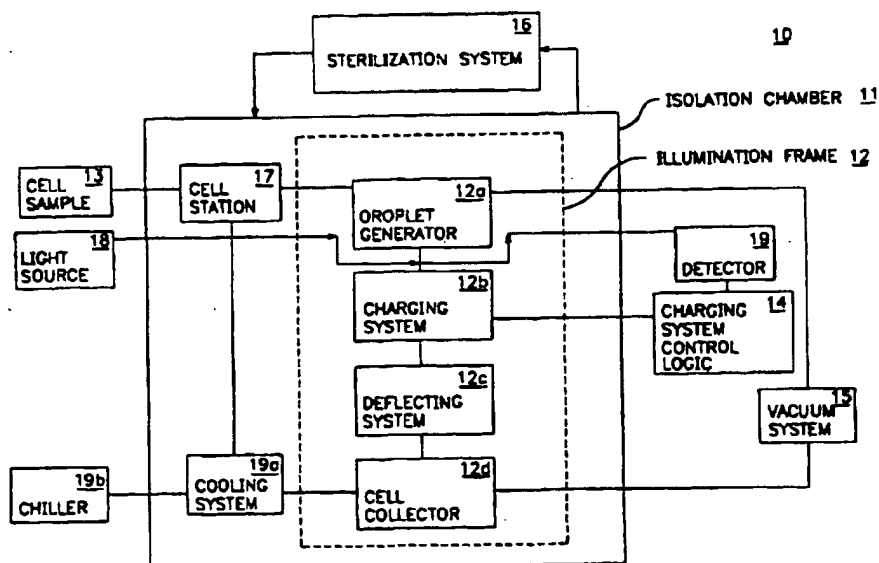 16
STERILIZATION SYSTEM
10
ISOLATION CHAMBER 11
ILLUMINATION FRAME 12
13
CELL
SAMPLE
17
CELL
STATION
12a
OROPLET
GENERATOR
18
LIGHT
SOURCE
19
DETECTOR
12b
CHARGING
SYSTEM
14
CHARGING
SYSTEM
CONTROL
LOGIC
12c
DEFLECTING
SYSTEM
15
VACUUM
SYSTEM
19b
CHILLER
19a
COOLING
SYSTEM
12d
CELL
COLLECTOR